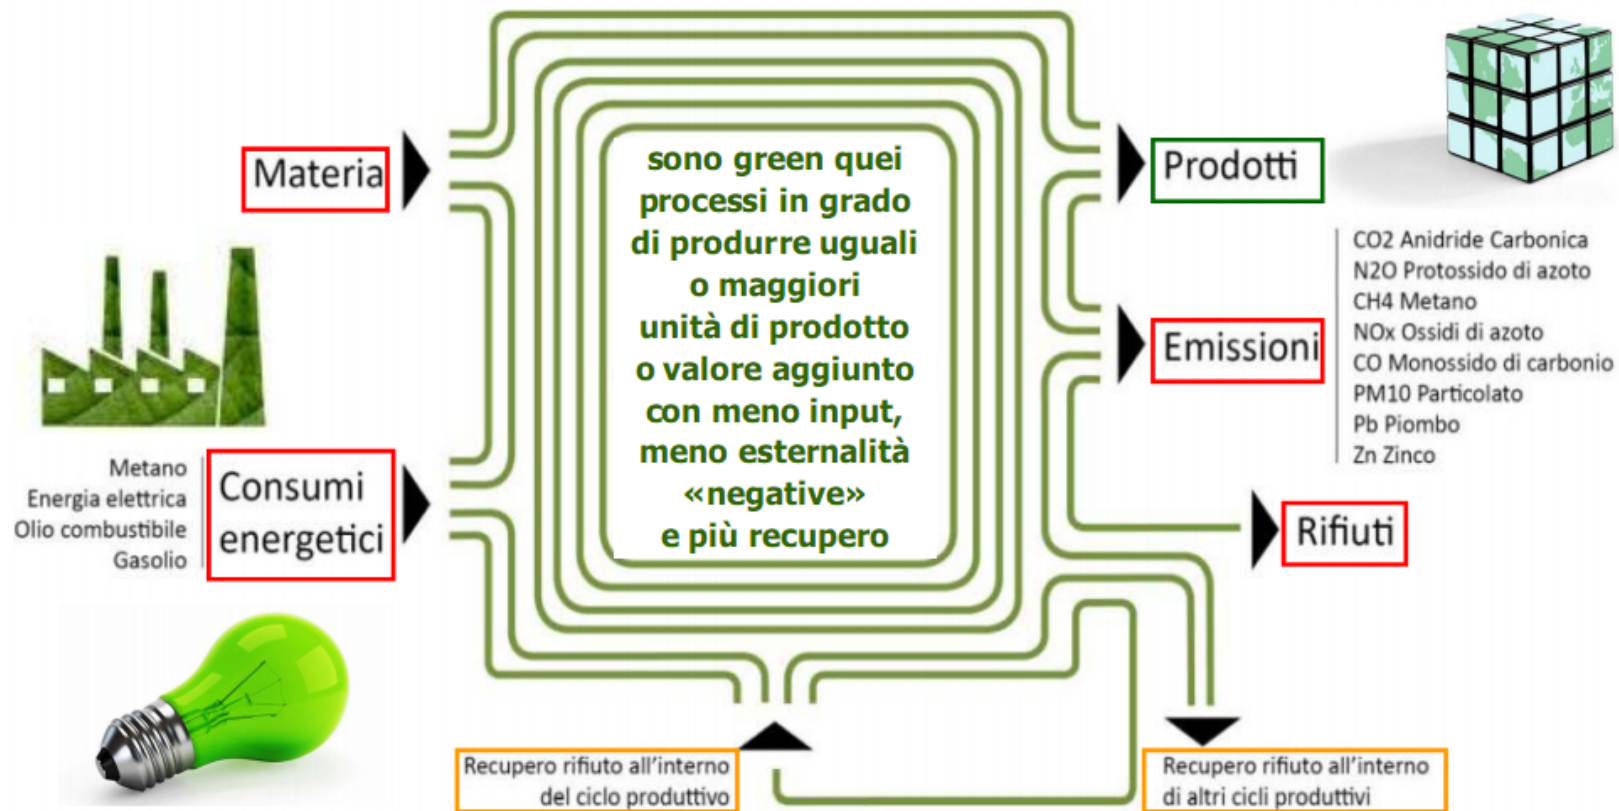 Materia
Metano
Energia elettrica
Olio combustibile
Gasolio
Consumi
energetici
sono green quei
processi in grado
di produrre uguali
o maggiori
unità di prodotto
o valore aggiunto
con meno input,
meno esternalità
«negative»
e più recupero
Prodotti
Emissioni
CO2 Anidride Carbonica
N2O Protossido di azoto
CH4 Metano
NOx Ossidi di azoto
CO Monossido di carbonio
PM10 Particolato
Pb Piombo
Zn Zinco
Rifiuti
Recupero rifiuto all'interno
del ciclo produttivo
Recupero rifiuto all'interno
di altri cicli produttivi